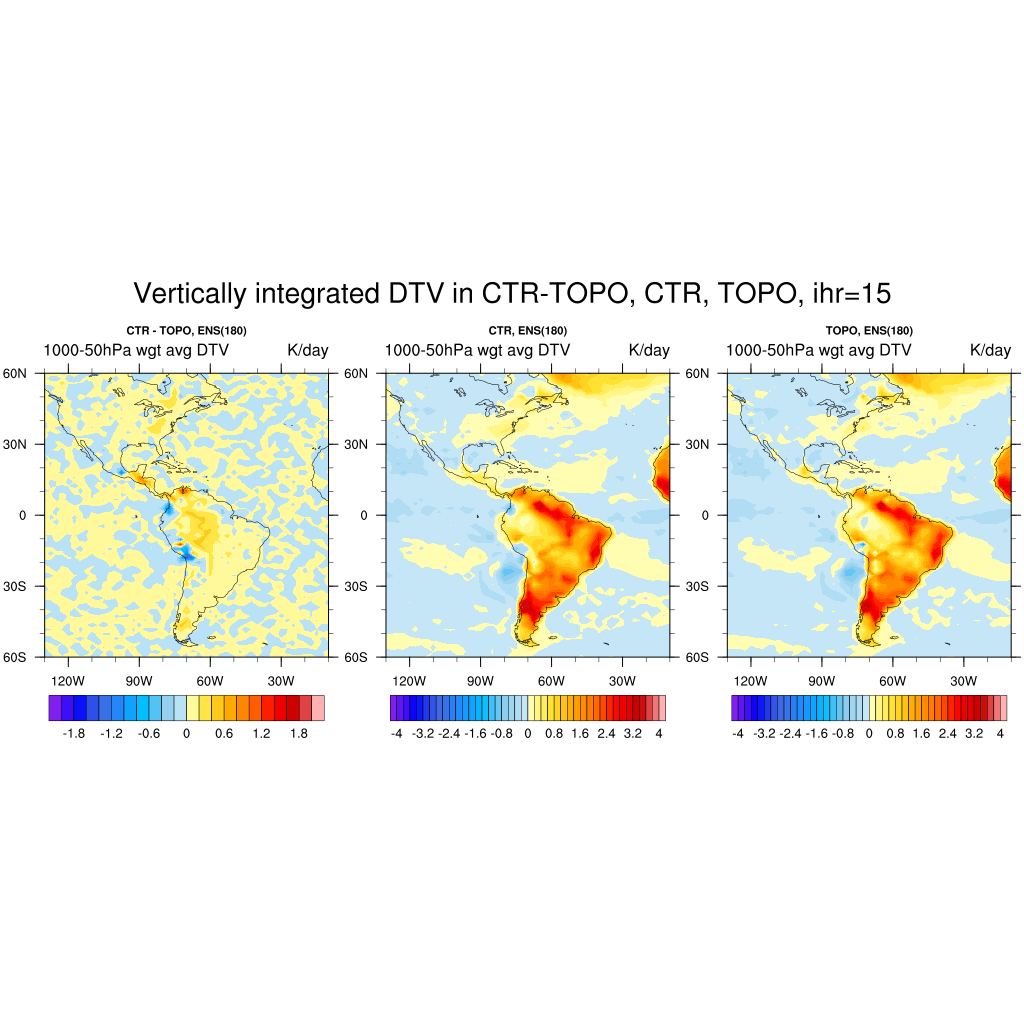 Vertically integrated DTV in CTR-TOPO, CTR, TOPO, ihr=15
CTR - TOPO, ENS(180)
1000-50hPa wgt avg DTV K/day
60N
30N
0
30S
60S
120W 90W 60W 30W
-1.8 -1.2 -0.6 0 0.6 1.2 1.8
CTR, ENS(180)
1000-50hPa wgt avg DTV K/day
60N
30N
0
30S
60S
120W 90W 60W 30W
-4 -3.2 -2.4 -1.6 -0.8 0 0.8 1.6 2.4 3.2 4
TOPO, ENS(180)
1000-50hPa wgt avg DTV K/day
60N
30N
0
30S
60S
120W 90W 60W 30W
-4 -3.2 -2.4 -1.6 -0.8 0 0.8 1.6 2.4 3.2 4